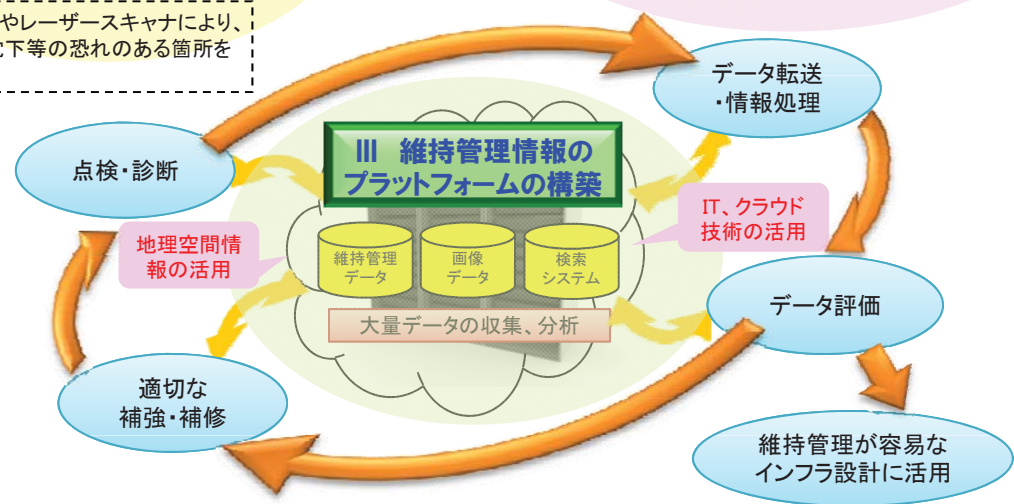 やレーザースキャナにより、
下等の恐れのある箇所を
データ転送
・情報処理
点検・診断
Ⅲ 維持管理情報の
プラットフォームの構築
IT、クラウド
技術の活用
地理空間情
報の活用
維持管理
データ
画像
データ
検索
システム
大量データの収集、分析
データ評価
適切な
補強・補修
維持管理が容易な
インフラ設計に活用